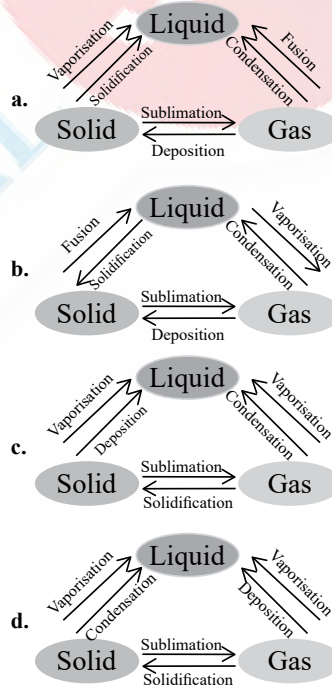 Liquid
Vaporisation
Solidification
Condensation
Fusion
a.
Sublimation
Solid
Gas
Deposition
Liquid
Fusion
Solidification
Condensation
Vaporisation
b.
Sublimation
Solid
Gas
Deposition
Liquid
Vaporisation
Deposition
Condensation
Vaporisation
c.
Sublimation
Solid
Gas
Solidification
Liquid
Vaporisation
Condensation
Deposition
Vaporisation
d.
Sublimation
Solid
Gas
Solidification